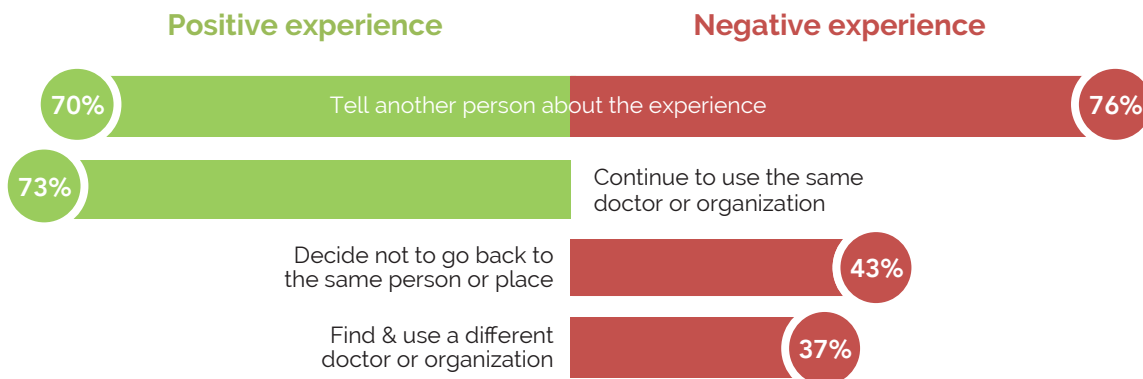 Positive experience
Negative experience
70%
Tell another person about the experience
76%
73%
Continue to use the same
doctor or organization
Decide not to go back to
the same person or place
43%
Find & use a different
doctor or organization
37%